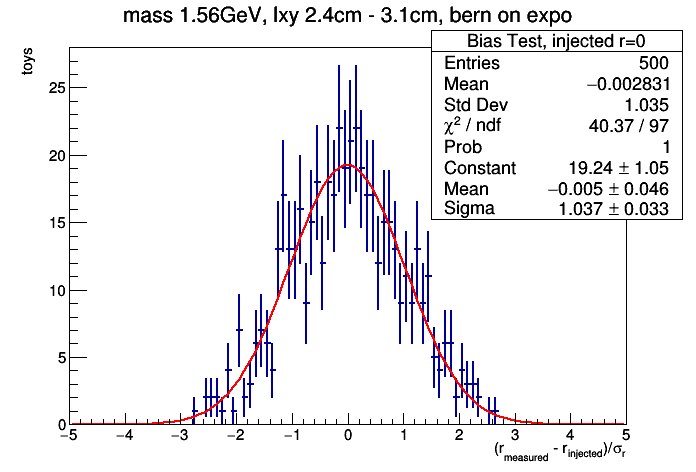 mass 1.56GeV, lxy 2.4cm - 3.1cm, bern on expo
toys
Bias Test, injected r=0
Entries 500
Mean −0.002831
Std Dev 1.035
χ² / ndf 40.37 / 97
Prob 1
Constant 19.24 ± 1.05
Mean −0.005 ± 0.046
Sigma 1.037 ± 0.033
25
20
15
10
5
0
−5 −4 −3 −2 −1 0 1 2 3 4 5
(r_measured - r_injected)/σ_r